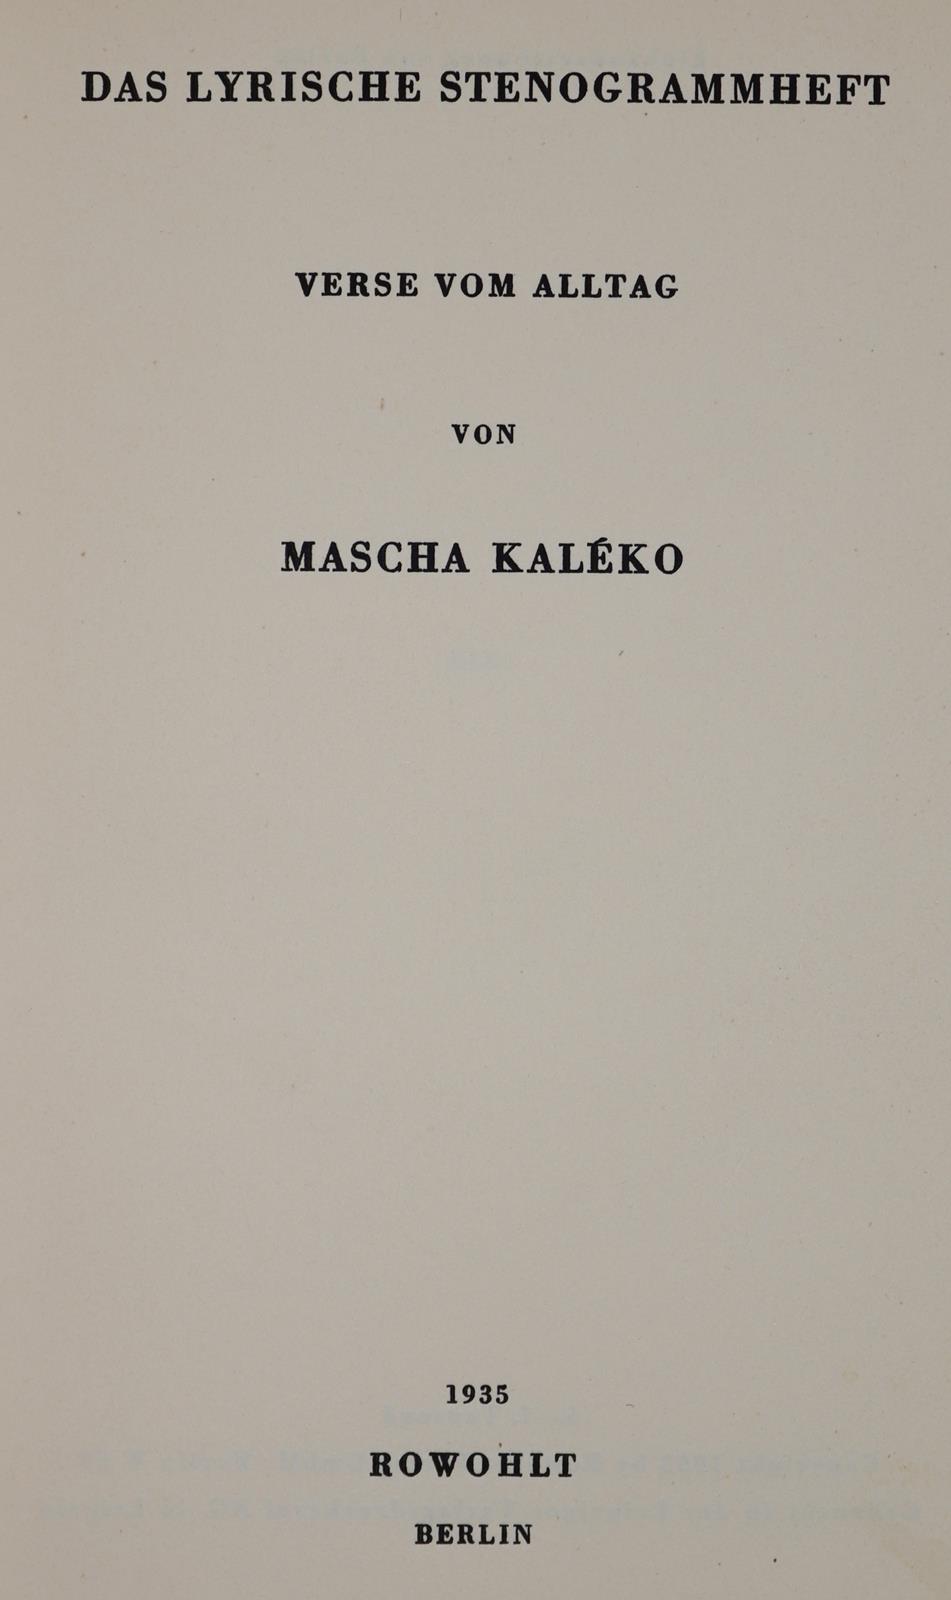 DAS LYRISCHE STENOGRAMMHEFT
VERSE VOM ALLTAG
VON
MASCHA KALÉKO
1935
ROWOHLT
BERLIN